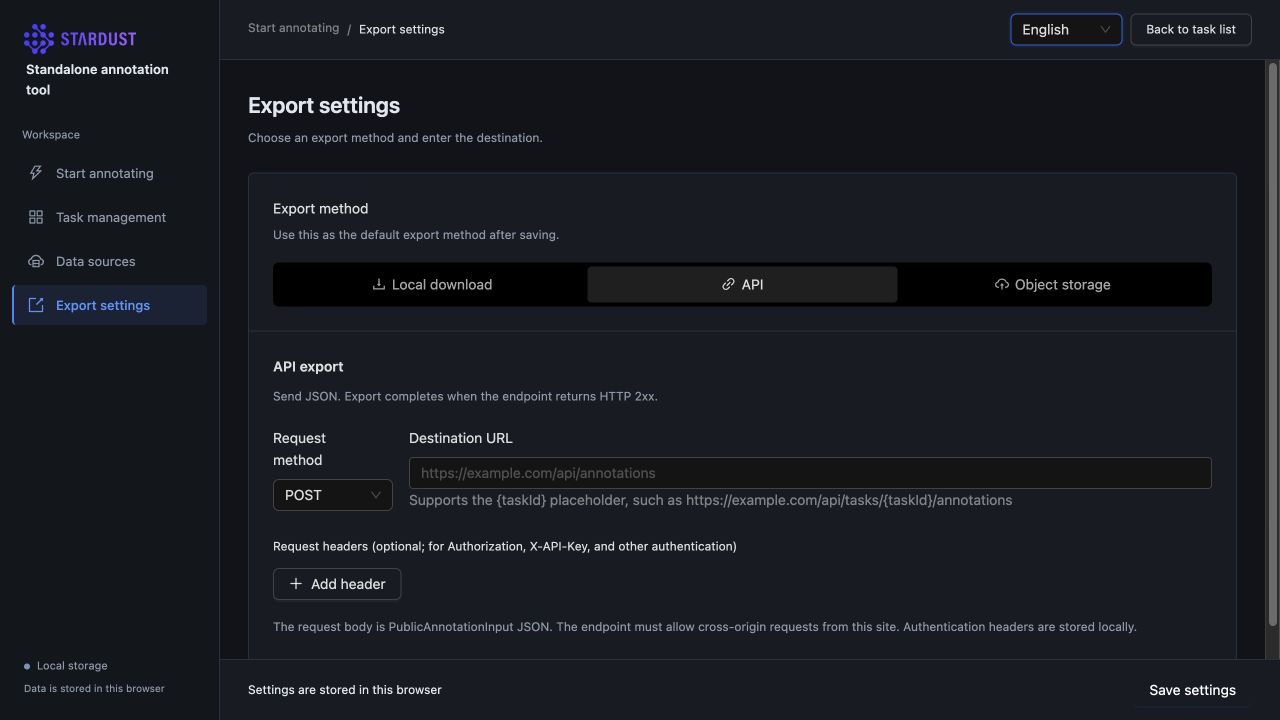 STARDUST
Standalone annotation
tool
Workspace
Start annotating
Task management
Data sources
Export settings
Local storage
Data is stored in this browser
Start annotating / Export settings
English
Back to task list
Export settings
Choose an export method and enter the destination.
Export method
Use this as the default export method after saving.
Local download
API
Object storage
API export
Send JSON. Export completes when the endpoint returns HTTP 2xx.
Request
method
POST
Destination URL
https://example.com/api/annotations
Supports the {taskId} placeholder, such as https://example.com/api/tasks/{taskId}/annotations
Request headers (optional; for Authorization, X-API-Key, and other authentication)
+ Add header
The request body is PublicAnnotationInput JSON. The endpoint must allow cross-origin requests from this site. Authentication headers are stored locally.
Settings are stored in this browser
Save settings